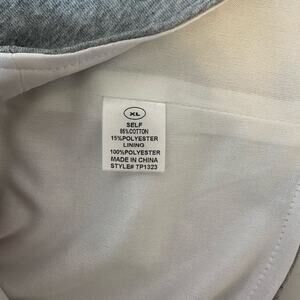 XL
SELF
85%COTTON
15%POLYESTER
LINING
100%POLYESTER
MADE IN CHINA
STYLE# TP1323